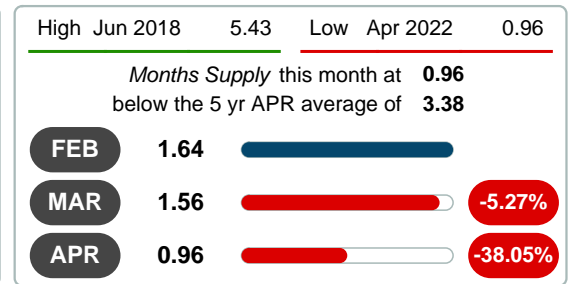 High Jun 2018 5.43 Low Apr 2022 0.96
Months Supply this month at 0.96
below the 5 yr APR average of 3.38
FEB 1.64
MAR 1.56 -5.27%
APR 0.96 -38.05%